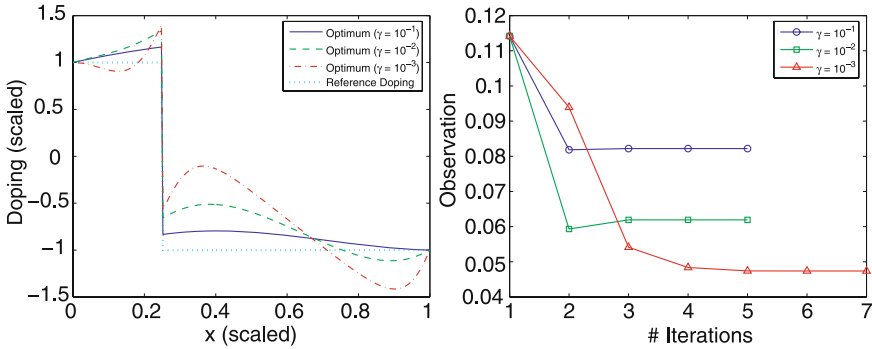 1.5
1
0.5
0
−0.5
−1
−1.5
Doping (scaled)
0
0.2
0.4
0.6
0.8
1
x (scaled)
Optimum (γ = 10⁻¹)
Optimum (γ = 10⁻²)
Optimum (γ = 10⁻³)
Reference Doping
0.12
0.11
0.1
0.09
0.08
0.07
0.06
0.05
0.04
Observation
1
2
3
4
5
6
7
# Iterations
γ = 10⁻¹
γ = 10⁻²
γ = 10⁻³